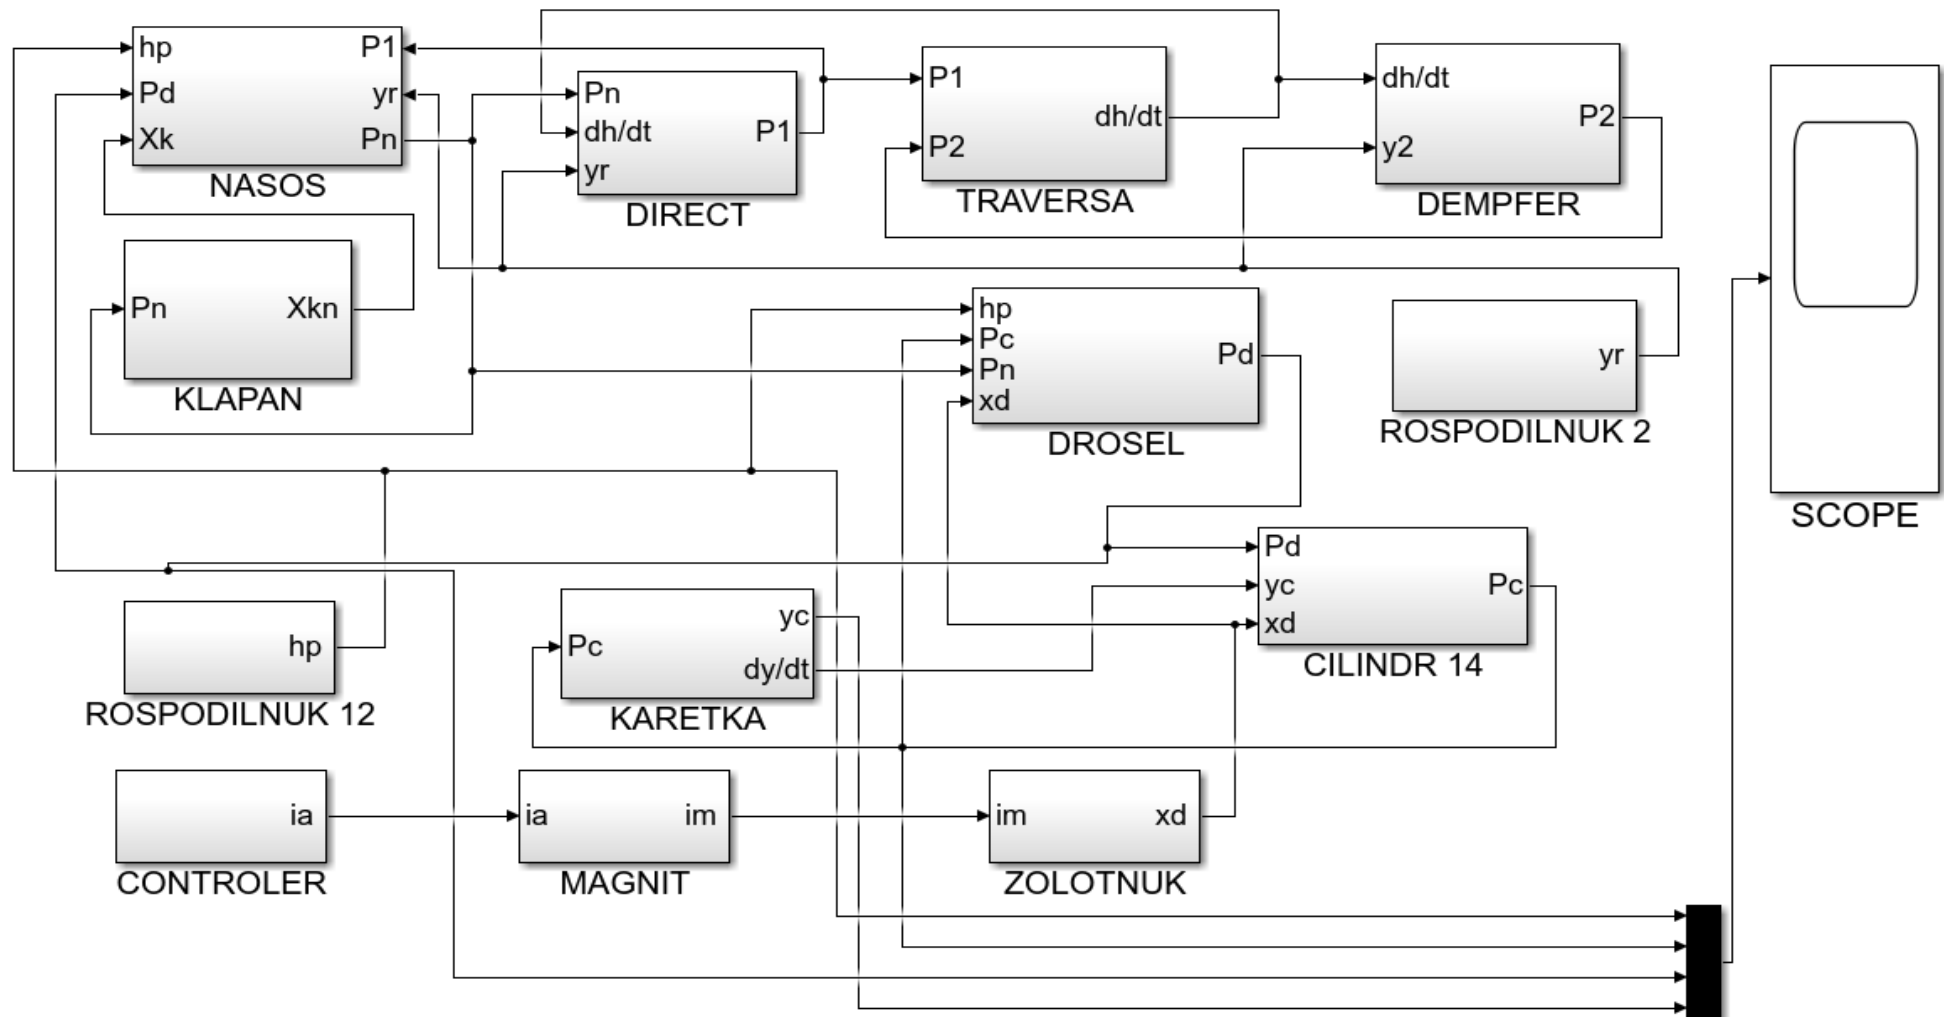 hp
P1
Pd
yr
Xk
Pn
NASOS
Pn
dh/dt
P1
yr
DIRECT
P1
dh/dt
P2
TRAVERSA
dh/dt
P2
y2
DEMPFER
SCOPE
Pn
Xkn
KLAPAN
hp
Pc
Pn
xd
Pd
DROSEL
yr
ROSPODILNUK 2
hp
ROSPODILNUK 12
Pc
yc
dy/dt
KARETKA
Pd
yc
xd
Pc
CILINDR 14
ia
CONTROLER
ia
im
MAGNIT
im
xd
ZOLOTNUK